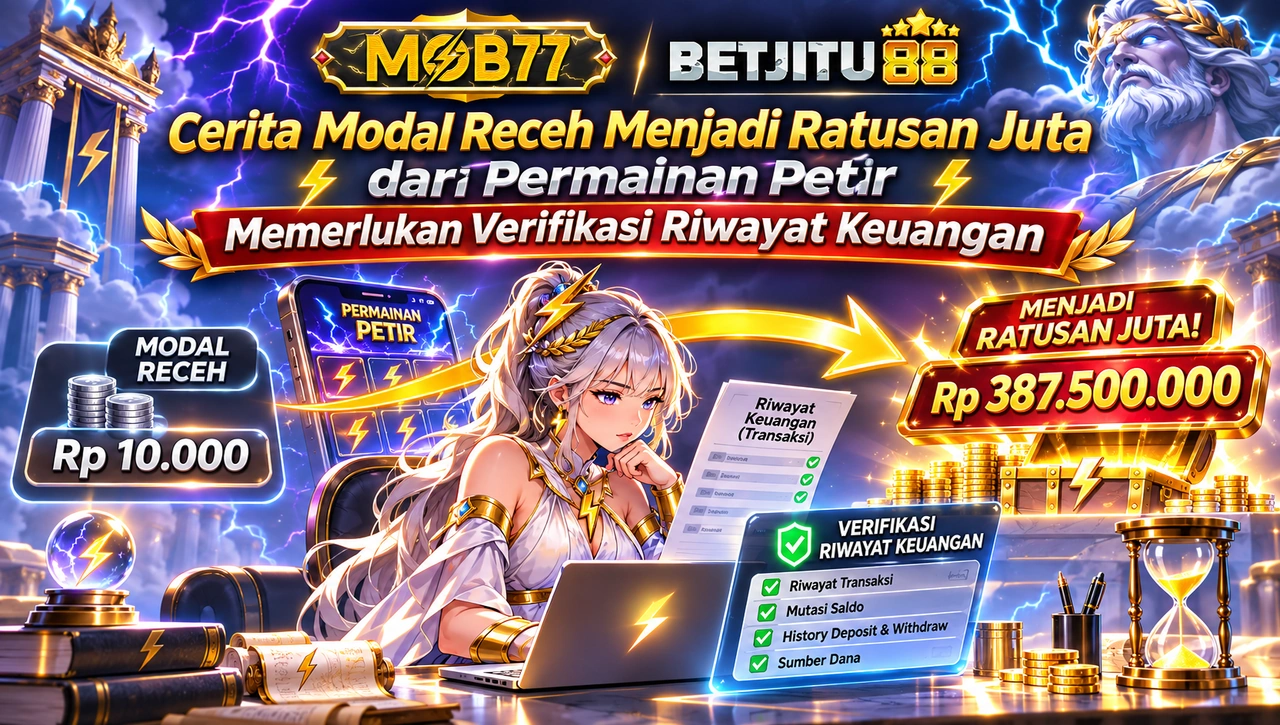 MOB77
BETJITU88
Cerita Modal Receh Menjadi Ratusan Juta
dari Permainan Petir
Memerlukan Verifikasi Riwayat Keuangan
MODAL
RECEH
Rp 10.000
PERMAINAN
PETIR
MENJADI
RATUSAN JUTA!
Rp 387.500.000
Riwayat
Keuangan
(Transaksi)
VERIFIKASI
RIWAYAT KEUANGAN
Riwayat Transaksi
Mutasi Saldo
History Deposit & Withdraw
Sumber Dana